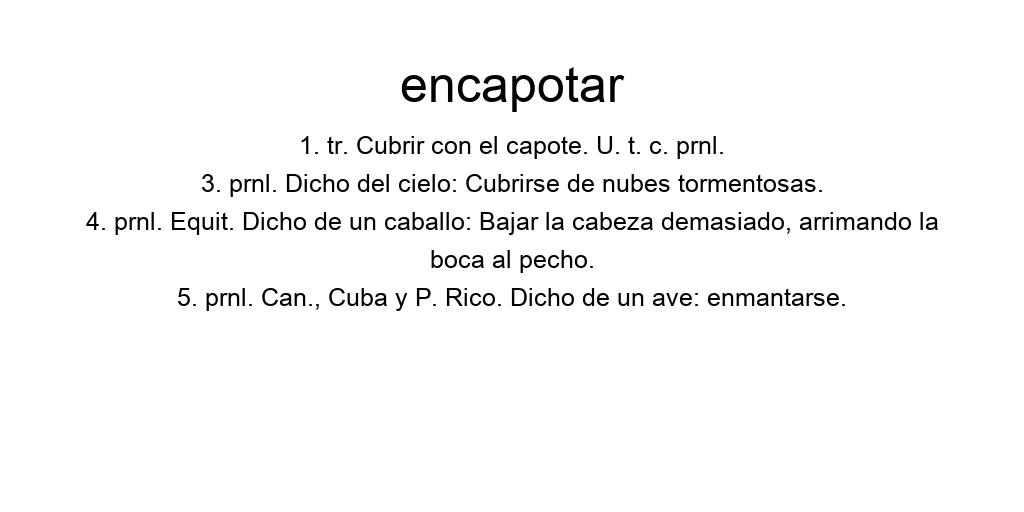 encapotar
1. tr. Cubrir con el capote. U. t. c. prnl.
3. prnl. Dicho del cielo: Cubrirse de nubes tormentosas.
4. prnl. Equit. Dicho de un caballo: Bajar la cabeza demasiado, arrimando la
boca al pecho.
5. prnl. Can., Cuba y P. Rico. Dicho de un ave: enmantarse.